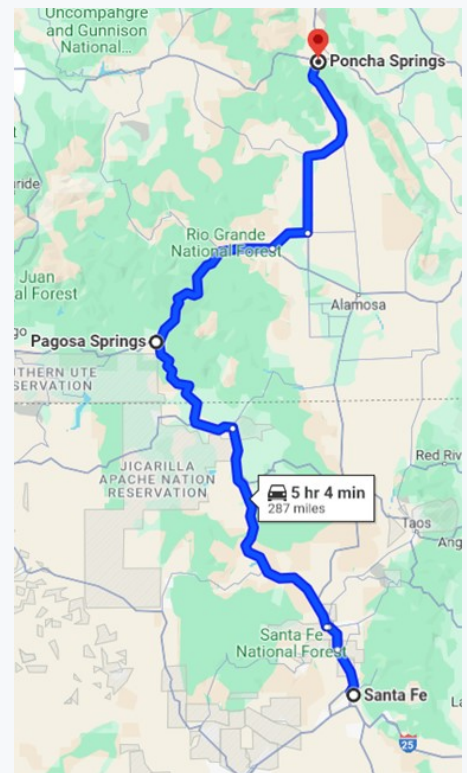 Uncompahgre
and Gunnison
National...
Poncha Springs
ride
Rio Grande
National Forest
Juan
al Forest
Alamosa
go
Pagosa Springs
THERN UTE
SERVATION
JICARILLA
APACHE NATION
RESERVATION
Red Riv
5 hr 4 min
287 miles
Taos
Ang
Santa Fe
National Forest
Santa Fe
La
25